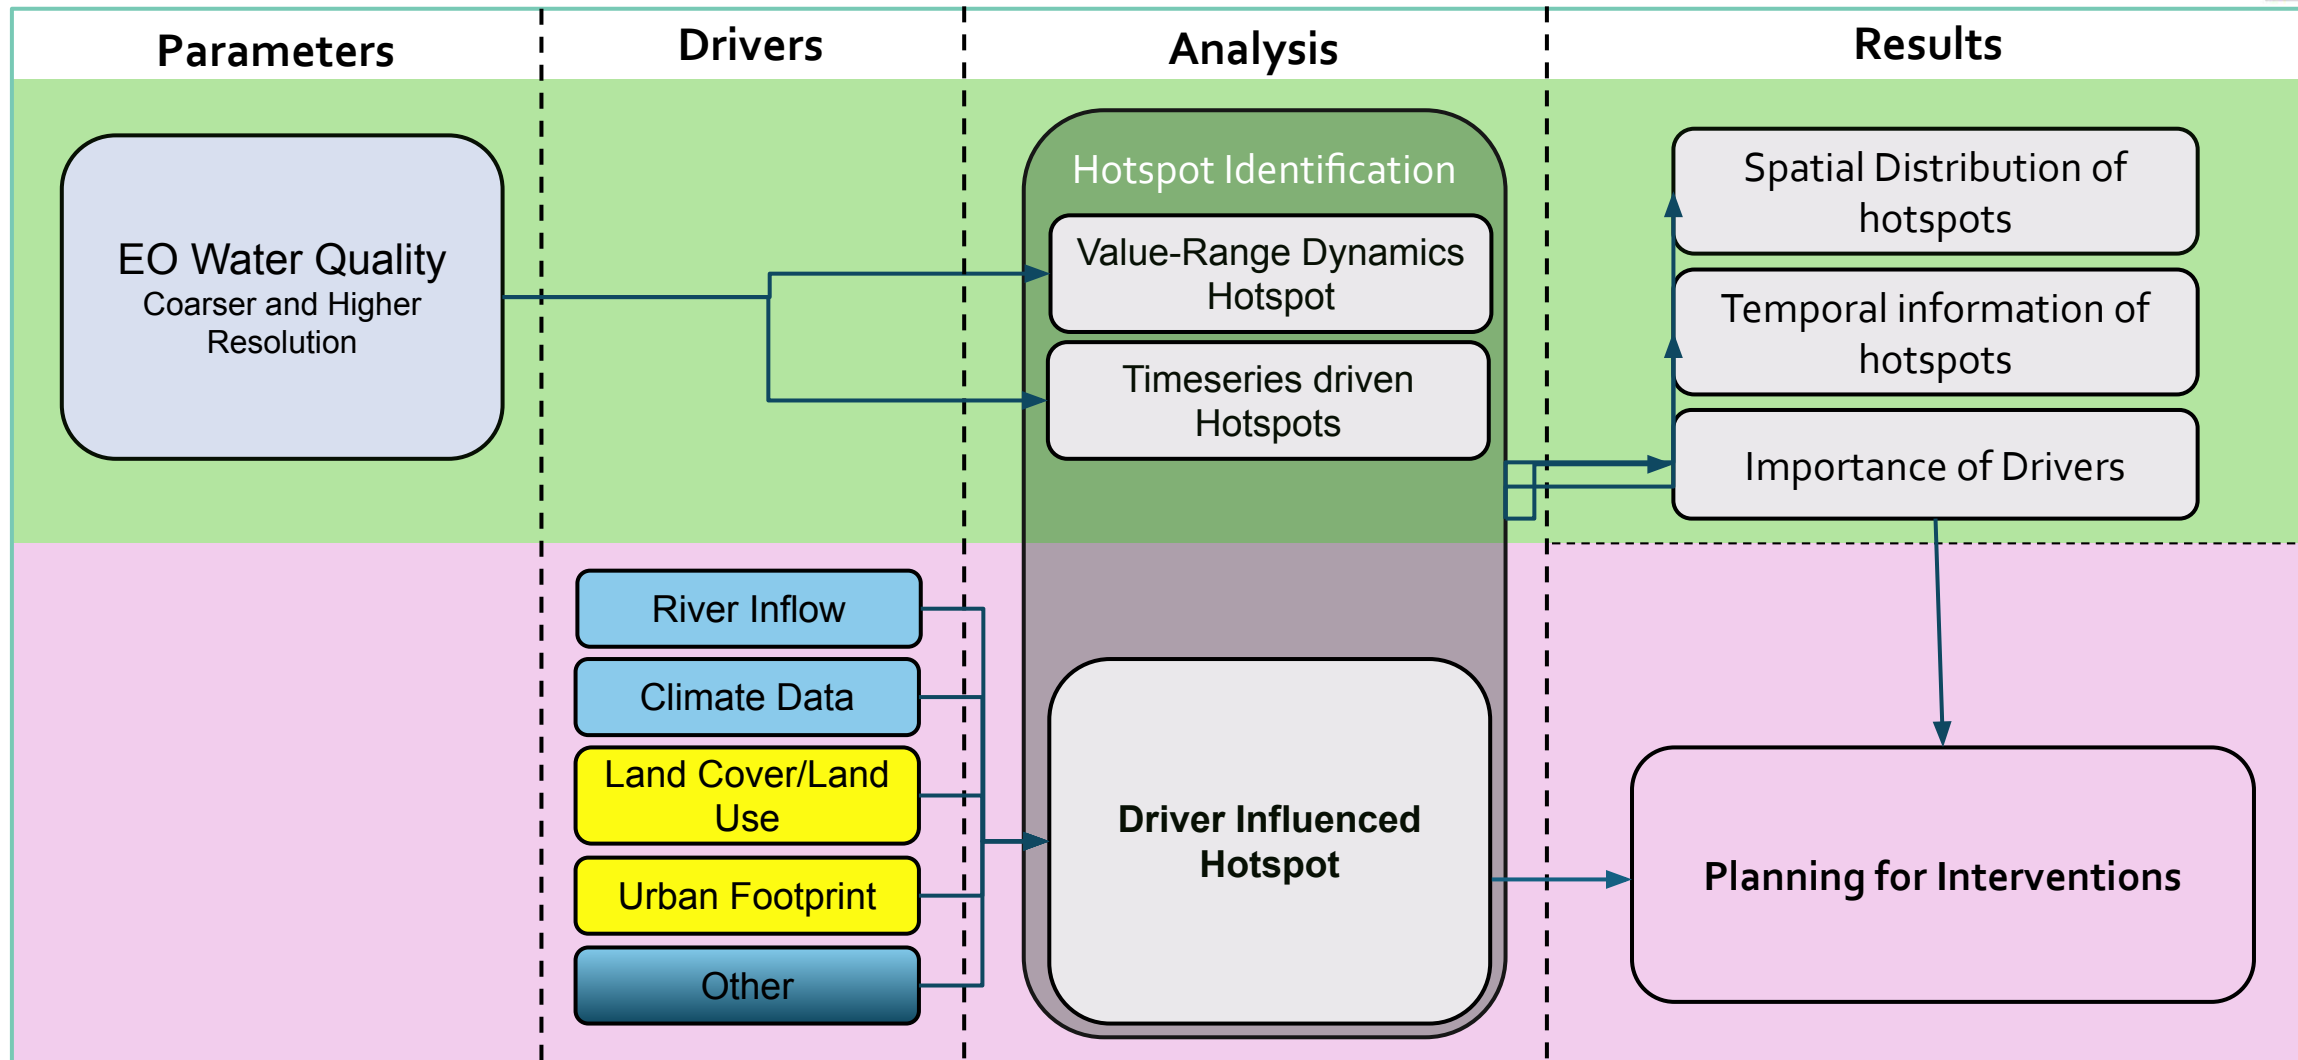 Parameters
Drivers
Analysis
Results
EO Water Quality
Coarser and Higher
Resolution
Hotspot Identification
Value-Range Dynamics
Hotspot
Timeseries driven
Hotspots
Spatial Distribution of
hotspots
Temporal information of
hotspots
Importance of Drivers
River Inflow
Climate Data
Land Cover/Land
Use
Urban Footprint
Other
Driver Influenced
Hotspot
Planning for Interventions